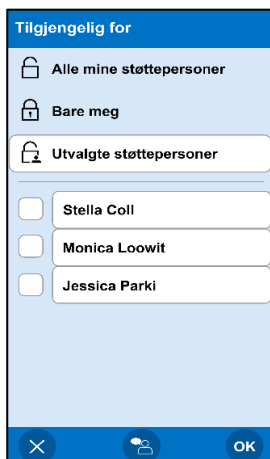 Tilgjengelig for
Alle mine støttepersoner
Bare meg
Utvalgte støttepersoner
Stella Coll
Monica Loowit
Jessica Parki
OK